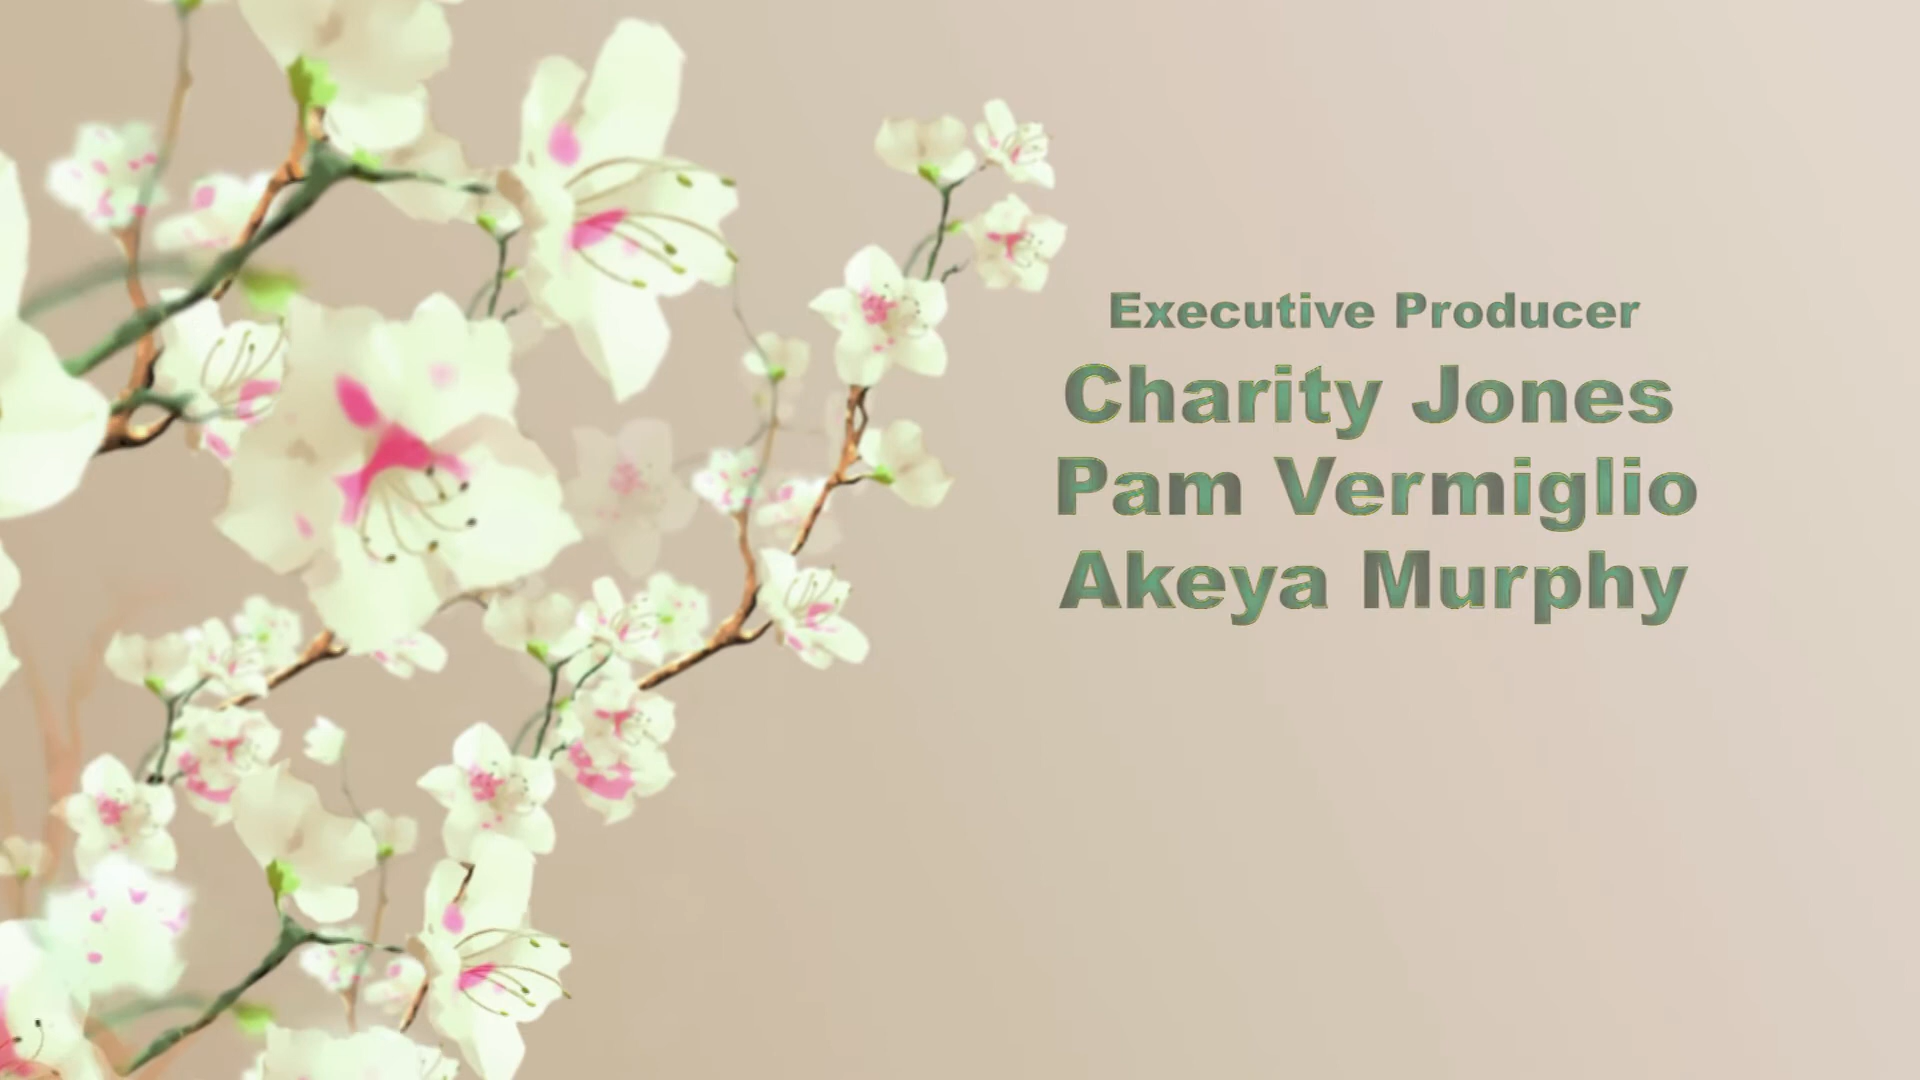 Executive Producer
Charity Jones
Pam Vermiglio
Akeya Murphy